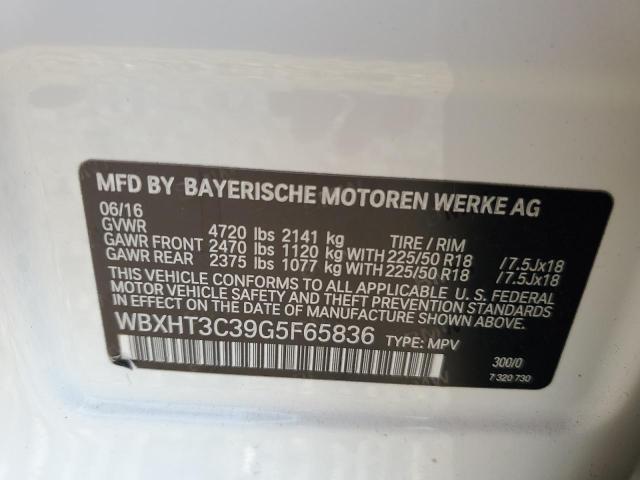 MFD BY BAYERISCHE MOTOREN WERKE AG
06/16
GVWR 4720 lbs 2141 kg TIRE / RIM
GAWR FRONT 2470 lbs 1120 kg WITH 225/50 R18 /7.5Jx18
GAWR REAR 2375 lbs 1077 kg WITH 225/50 R18 /7.5Jx18
THIS VEHICLE CONFORMS TO ALL APPLICABLE U.S. FEDERAL
MOTOR VEHICLE SAFETY, BUMPER, AND THEFT PREVENTION
STANDARDS IN EFFECT ON THE DATE OF MANUFACTURE SHOWN ABOVE.
WBXHT3C39G5F65836 TYPE: MPV
300/0
7 320 730